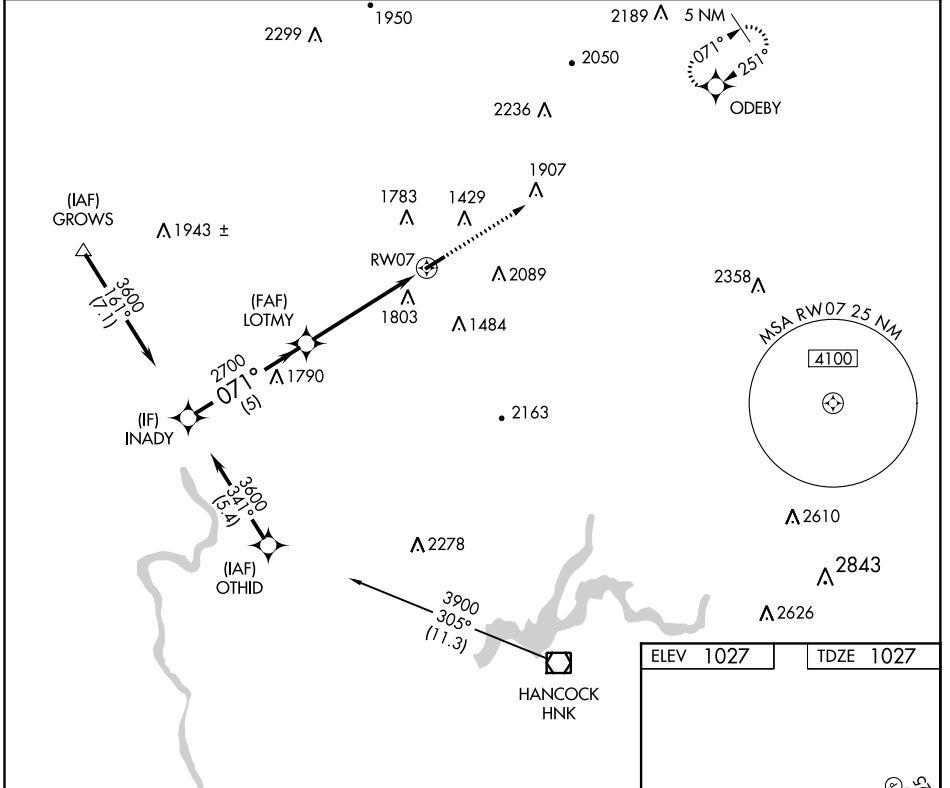 1950
2299
2189
5 NM
071°
251°
2050
ODEBY
2236
1907
(IAF)
GROWS
1943 ±
1783
1429
RW07
2089
2358
3600
161°
(7.1)
(FAF)
LOTMY
1803
1484
MSA RW07 25 NM
4100
2700
071°
(5)
1790
(IF)
INADY
2163
3600
341°
(5.4)
(IAF)
OTHID
2278
2610
2843
2626
3900
305°
(11.3)
HANCOCK
HNK
ELEV 1027
TDZE 1027
P